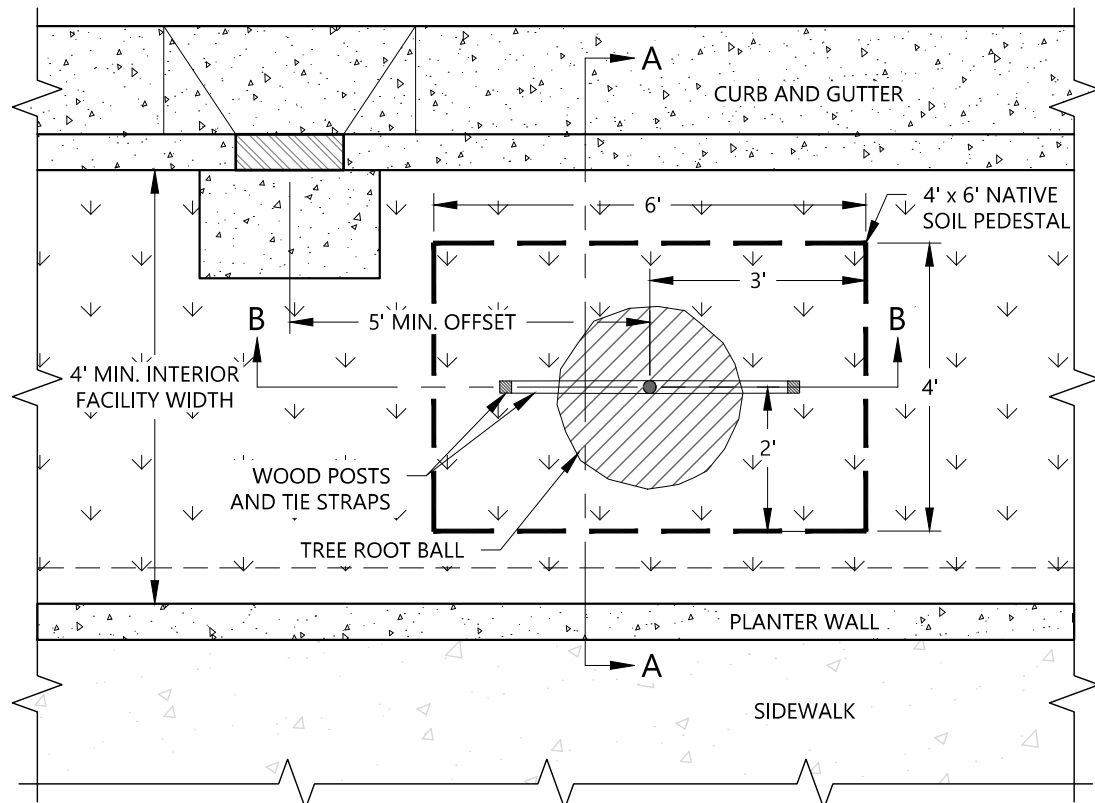 A
CURB AND GUTTER
4' x 6' NATIVE
SOIL PEDESTAL
6'
3'
5' MIN. OFFSET
B
B
4' MIN. INTERIOR
FACILITY WIDTH
4'
2'
WOOD POSTS
AND TIE STRAPS
TREE ROOT BALL
PLANTER WALL
A
SIDEWALK